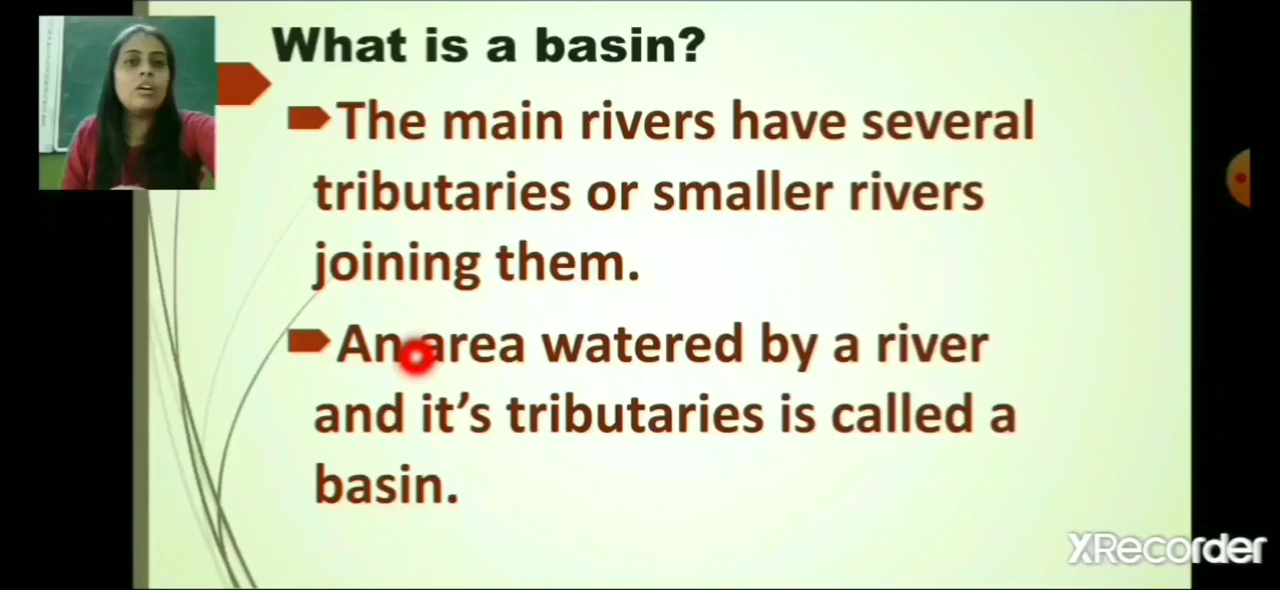 What is a basin?
The main rivers have several
tributaries or smaller rivers
joining them.
An area watered by a river
and it's tributaries is called a
basin.
XRecorder